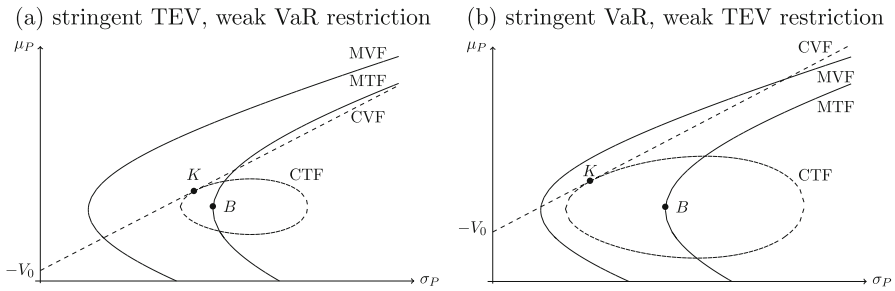 (a) stringent TEV, weak VaR restriction
μP
MVF
MTF
CVF
K
CTF
B
−V0
σP
(b) stringent VaR, weak TEV restriction
μP
CVF
MVF
MTF
K
CTF
B
−V0
σP